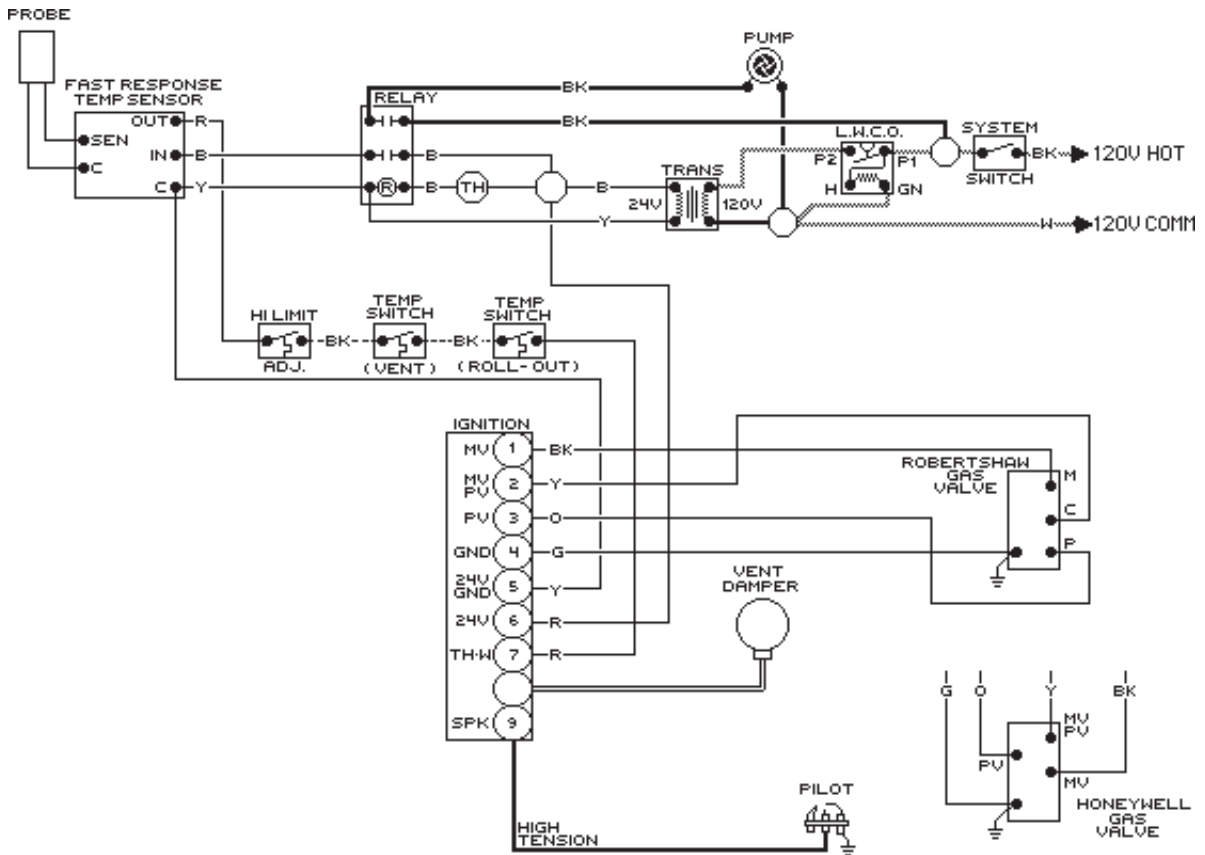 PROBE
PUMP
FAST RESPONSE
TEMP SENSOR
RELAY
BK
OUT
R
BK
L.W.C.O.
SYSTEM
SEN
IN
B
B
TRANS
P2
P1
BK
120V HOT
SWITCH
C
C
Y
R
B
TH
B
24V
120V
H
GN
Y
W
120V COMM
HI LIMIT
TEMP
SWITCH
TEMP
SWITCH
BK
BK
ADJ.
(VENT)
(ROLL-OUT)
IGNITION
MV
1
BK
ROBERTSHAW
GAS
VALVE
M
MV
PV
2
Y
C
PV
3
O
P
GND
4
G
24V
GND
5
Y
VENT
DAMPER
24V
6
R
TH-W
7
R
G
O
Y
BK
SPK
9
MV
PV
PV
MV
PILOT
HONEYWELL
GAS
VALVE
HIGH
TENSION